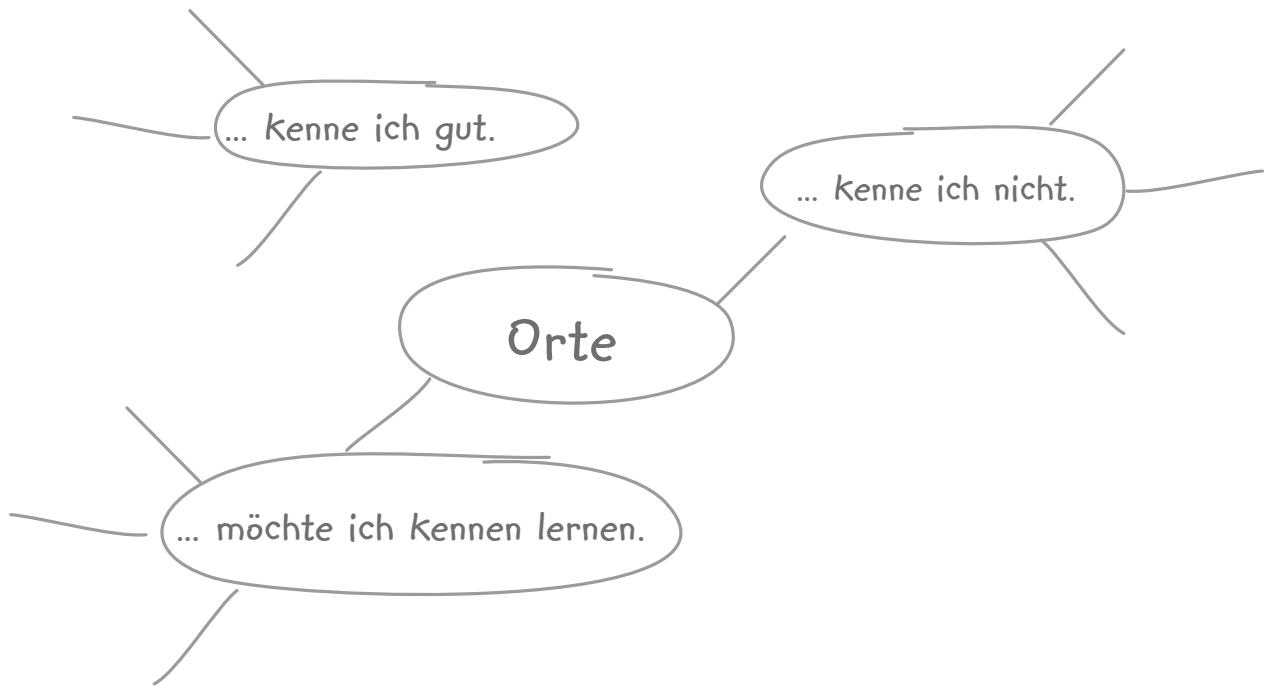 ... kenne ich gut.
... kenne ich nicht.
Orte
... möchte ich kennen lernen.